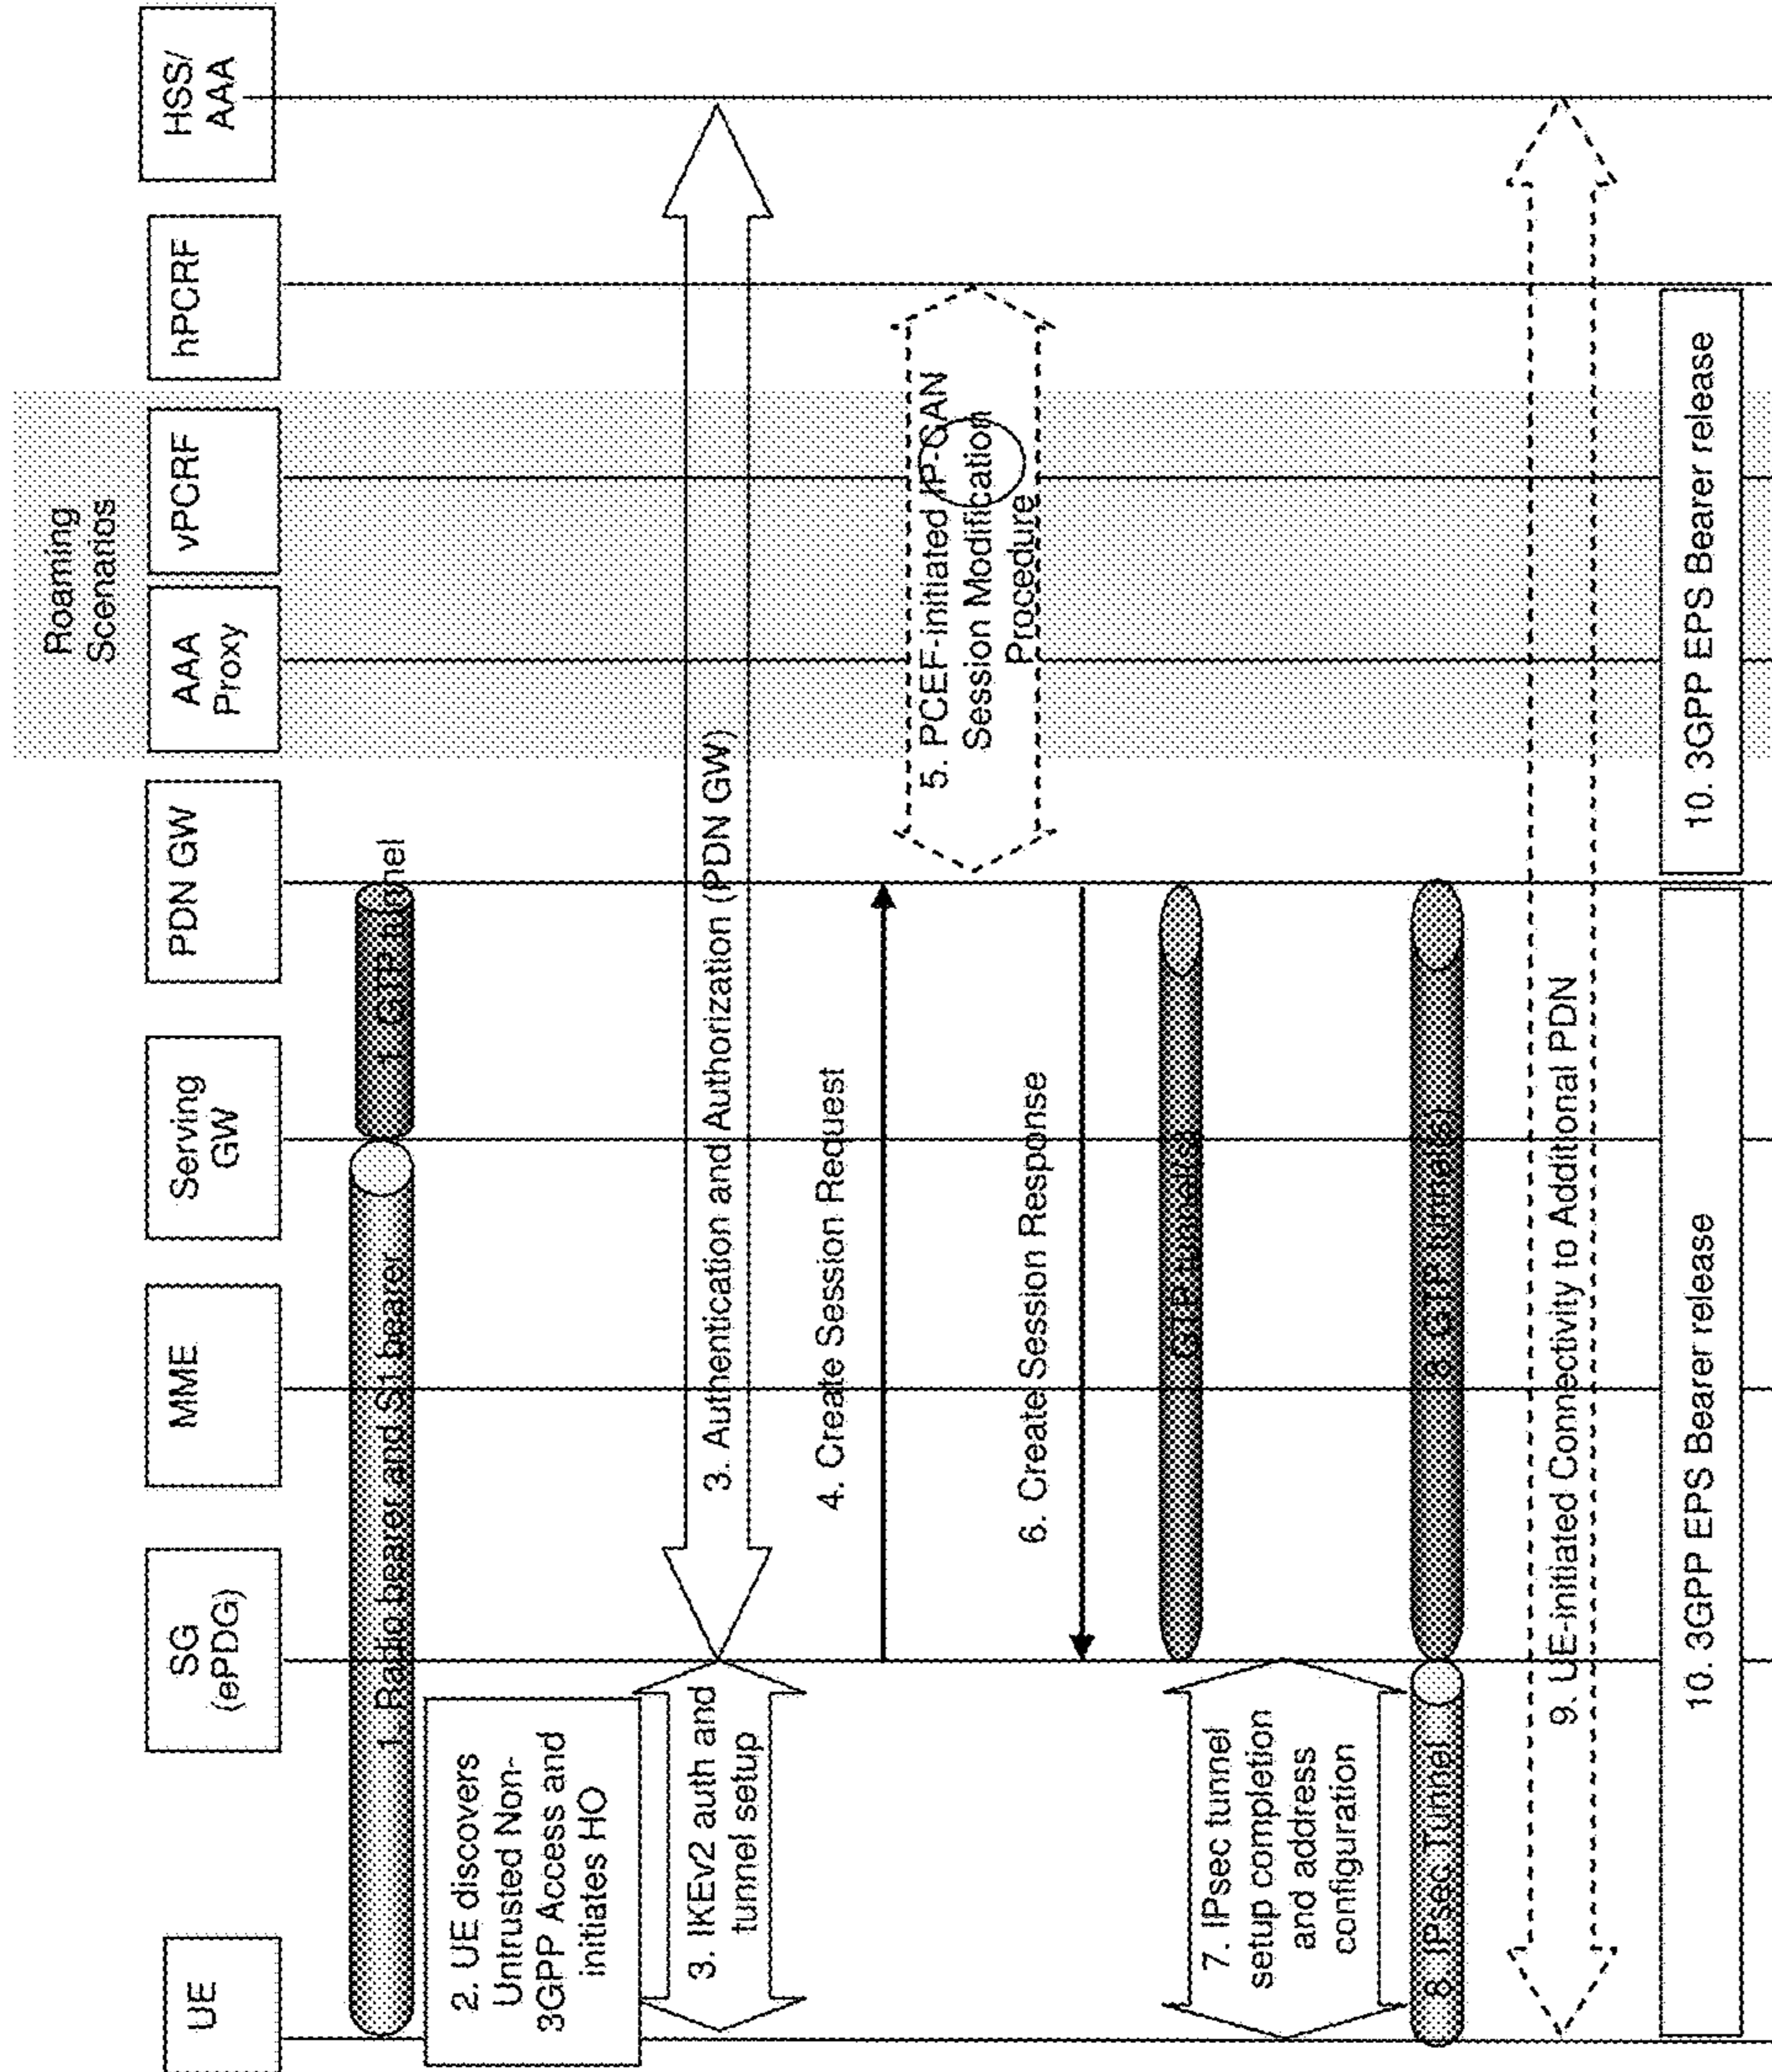 Roaming
Scenarios
UE
SG
(ePDG)
MME
Serving
GW
PDN GW
AAA
Proxy
vPCRF
hPCRF
HSS/
AAA
1. Radio bearer and S1 bearer
1. GTP tunnel
2. UE discovers
Untrusted Non-
3GPP Access and
initiates HO
3. IKEv2 auth and
tunnel setup
3. Authentication and Authorization (PDN GW)
4. Create Session Request
5. PCEF-initiated IP-CAN
Session Modification
Procedure
6. Create Session Response
GTP tunnel(s)
7. IPsec tunnel
setup completion
and address
configuration
8. IPsec Tunnel
8. GTP tunnel(s)
9. UE-initiated Connectivity to Additional PDN
10. 3GPP EPS Bearer release
10. 3GPP EPS Bearer release